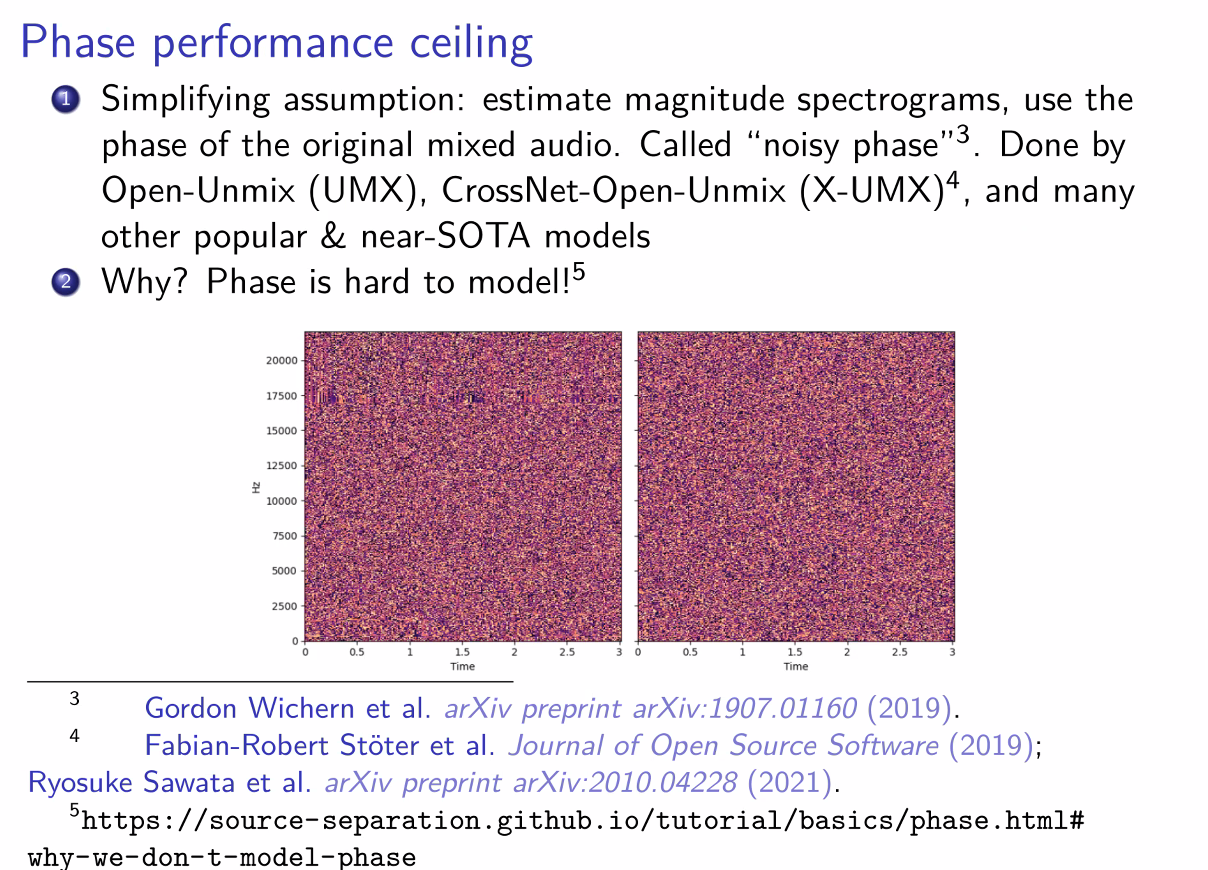 Phase performance ceiling
1 Simplifying assumption: estimate magnitude spectrograms, use the
phase of the original mixed audio. Called “noisy phase”3. Done by
Open-Unmix (UMX), CrossNet-Open-Unmix (X-UMX)4, and many
other popular & near-SOTA models
2 Why? Phase is hard to model!5
20000
17500
15000
12500
10000
7500
5000
2500
0
Hz
0 0.5 1 1.5 2 2.5 3
Time
0 0.5 1 1.5 2 2.5 3
Time
3 Gordon Wichern et al. arXiv preprint arXiv:1907.01160 (2019).
4 Fabian-Robert Stöter et al. Journal of Open Source Software (2019);
Ryosuke Sawata et al. arXiv preprint arXiv:2010.04228 (2021).
5https://source-separation.github.io/tutorial/basics/phase.html#
why-we-don-t-model-phase